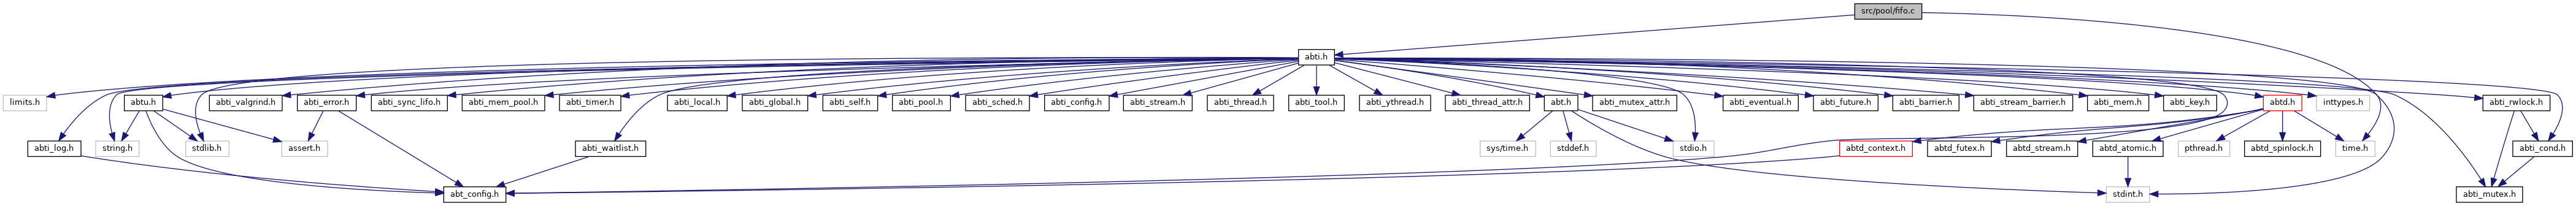 src/pool/fifo.c
abti.h
limits.h
abtu.h
abti_valgrind.h
abti_error.h
abti_sync_lifo.h
abti_mem_pool.h
abti_timer.h
abti_local.h
abti_global.h
abti_self.h
abti_pool.h
abti_sched.h
abti_config.h
abti_stream.h
abti_thread.h
abti_tool.h
abti_ythread.h
abti_thread_attr.h
abt.h
abti_mutex_attr.h
abti_eventual.h
abti_future.h
abti_barrier.h
abti_stream_barrier.h
abti_mem.h
abti_key.h
abtd.h
inttypes.h
abti_rwlock.h
abti_log.h
string.h
stdlib.h
assert.h
abti_waitlist.h
sys/time.h
stddef.h
stdio.h
abtd_context.h
abtd_futex.h
abtd_stream.h
abtd_atomic.h
pthread.h
abtd_spinlock.h
time.h
abti_cond.h
abt_config.h
stdint.h
abti_mutex.h